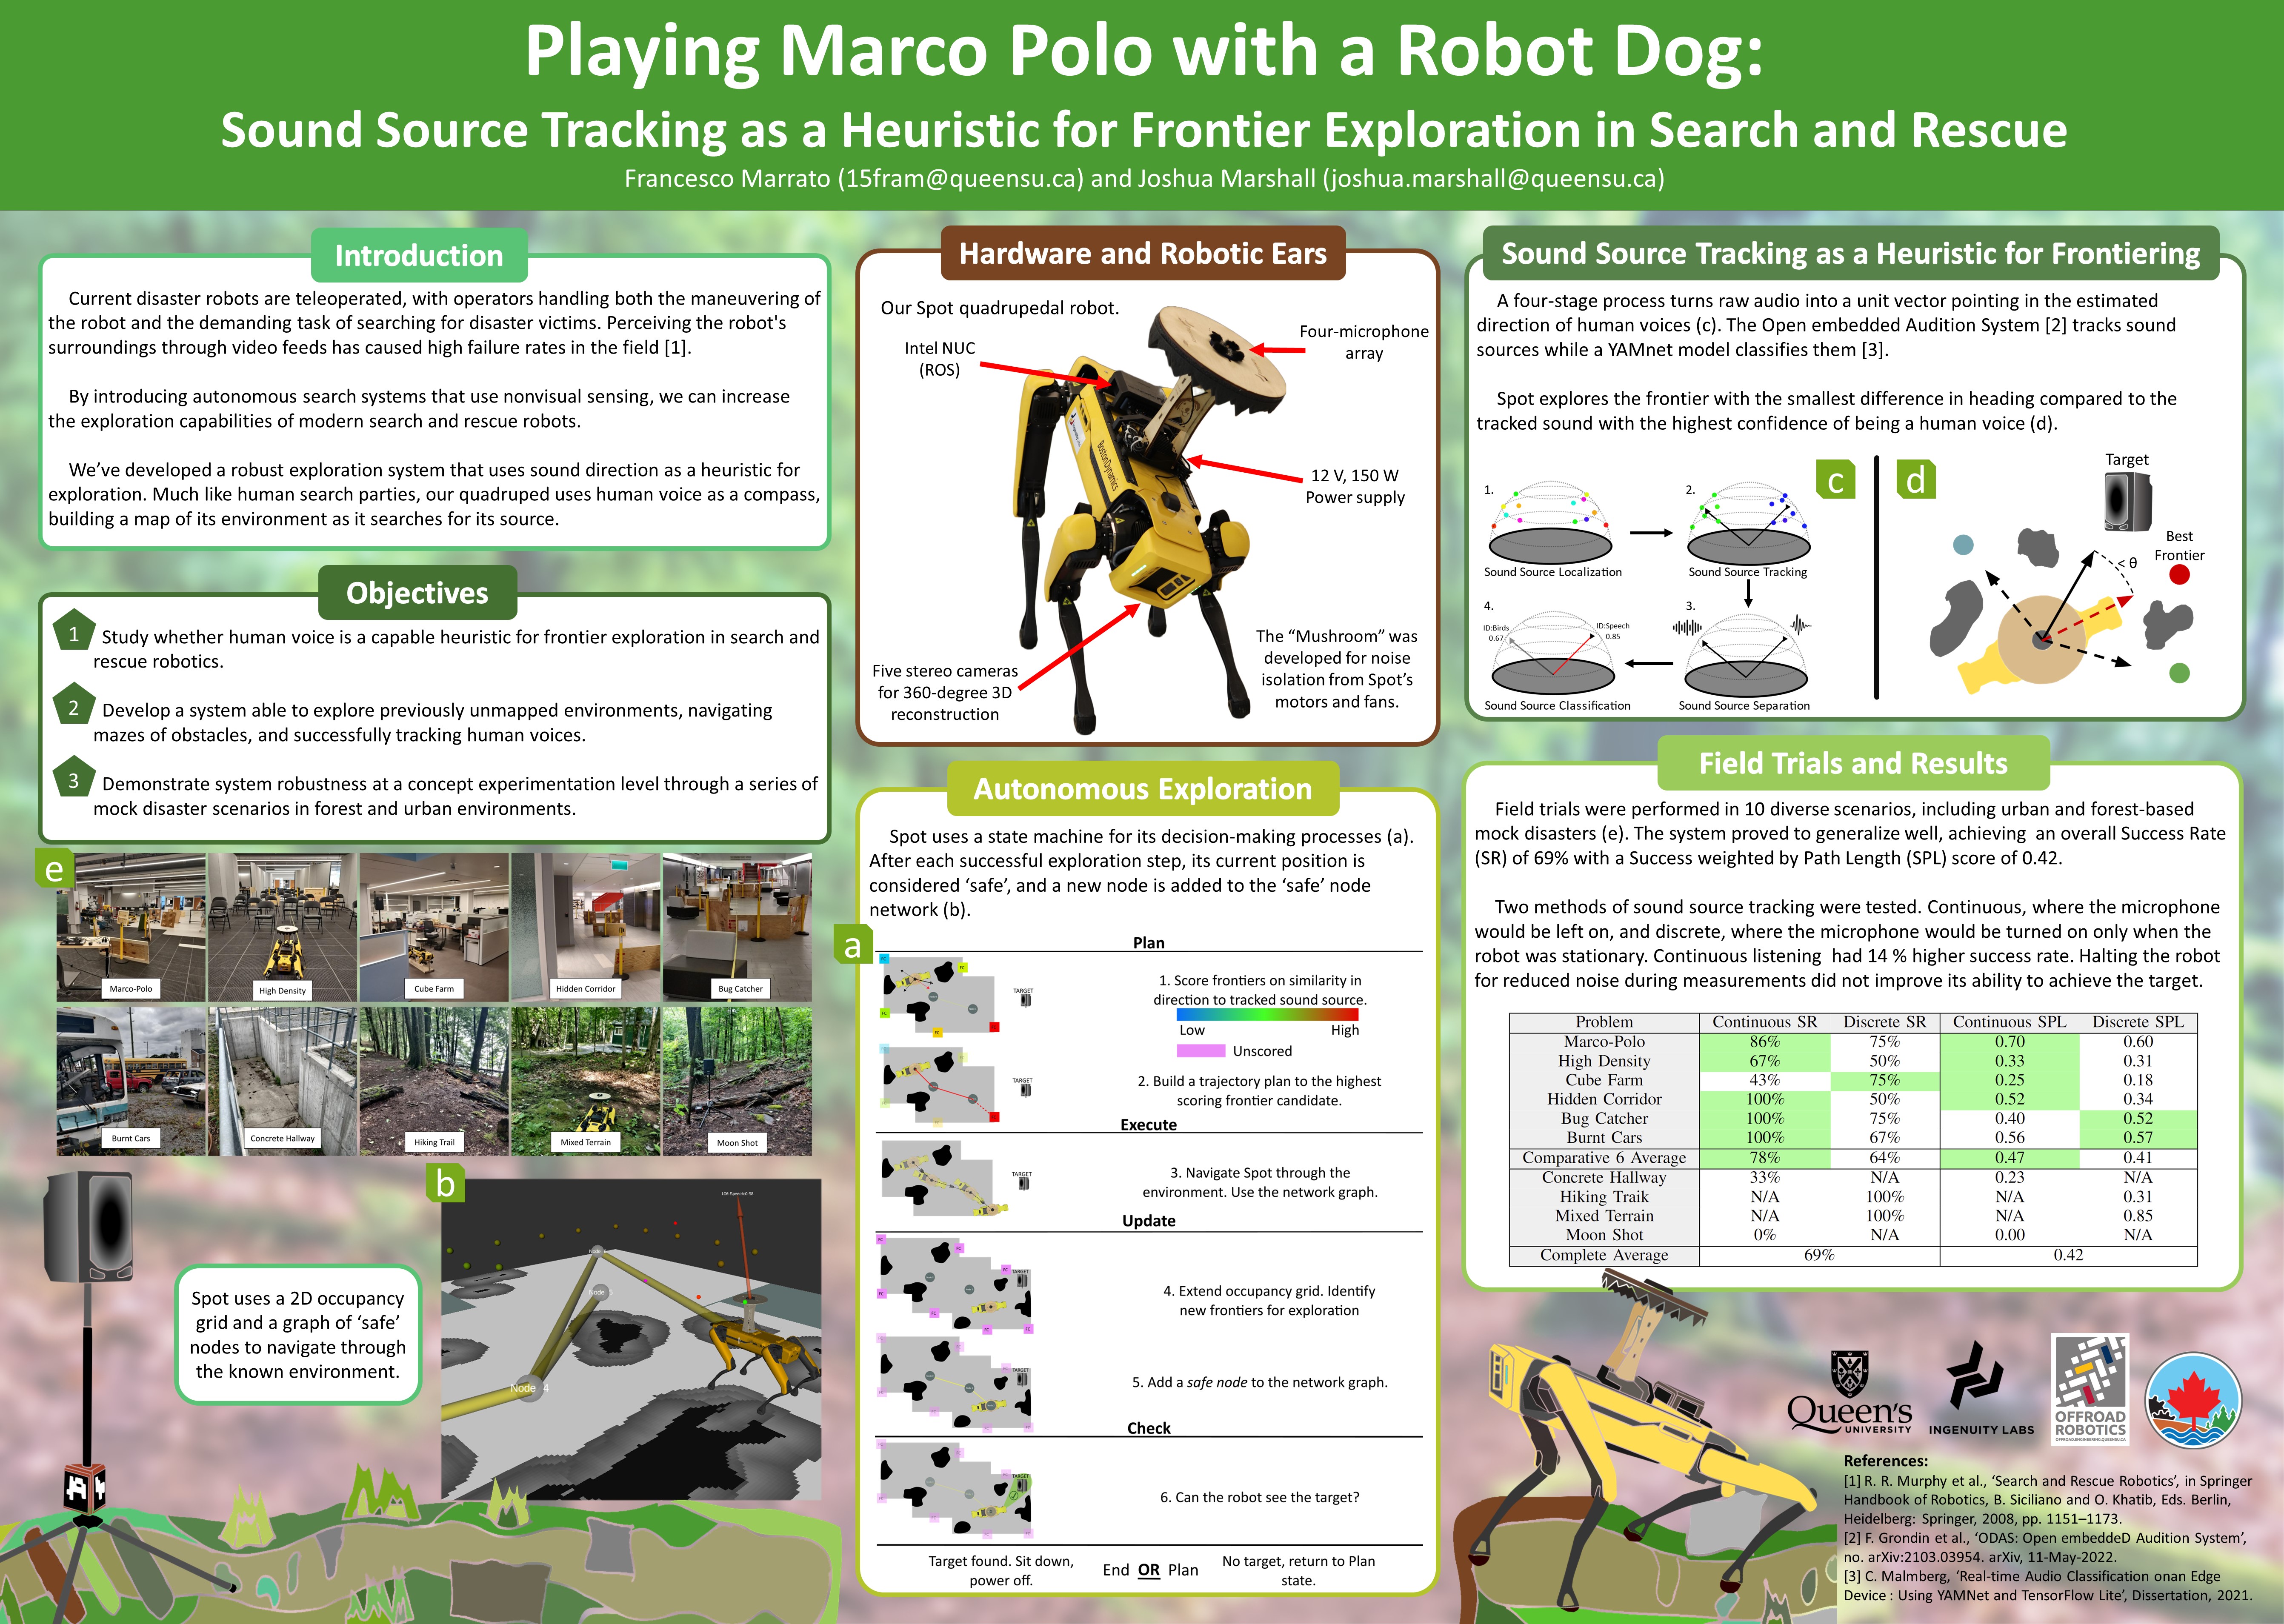 Playing Marco Polo with a Robot Dog:
Sound Source Tracking as a Heuristic for Frontier Exploration in Search and Rescue
Francesco Marrato (15fram@queensu.ca) and Joshua Marshall (joshua.marshall@queensu.ca)
Introduction
Current disaster robots are teleoperated, with operators handling both the maneuvering of
the robot and the demanding task of searching for disaster victims. Perceiving the robot's
surroundings through video feeds has caused high failure rates in the field [1].
By introducing autonomous search systems that use nonvisual sensing, we can increase
the exploration capabilities of modern search and rescue robots.
We've developed a robust exploration system that uses sound direction as a heuristic for
exploration. Much like human search parties, our quadruped uses human voice as a compass,
building a map of its environment as it searches for its source.
Objectives
1 Study whether human voice is a capable heuristic for frontier exploration in search and
rescue robotics.
2 Develop a system able to explore previously unmapped environments, navigating
mazes of obstacles, and successfully tracking human voices.
3 Demonstrate system robustness at a concept experimentation level through a series of
mock disaster scenarios in forest and urban environments.
e
Marco-Polo
High Density
Cube Farm
Hidden Corridor
Bug Catcher
Burnt Cars
Concrete Hallway
Hiking Trail
Mixed Terrain
Moon Shot
b
Node 5
Node 4
Spot uses a 2D occupancy
grid and a graph of 'safe'
nodes to navigate through
the known environment.
Hardware and Robotic Ears
Our Spot quadrupedal robot.
Intel NUC
(ROS)
Four-microphone
array
BostonDynamics
12 V, 150 W
Power supply
Five stereo cameras
for 360-degree 3D
reconstruction
The “Mushroom” was
developed for noise
isolation from Spot's
motors and fans.
Autonomous Exploration
Spot uses a state machine for its decision-making processes (a).
After each successful exploration step, its current position is
considered ‘safe’, and a new node is added to the ‘safe’ node
network (b).
a
Plan
FC
FC
FC
FC
FC
TARGET
1. Score frontiers on similarity in
direction to tracked sound source.
Low High
Unscored
TARGET
2. Build a trajectory plan to the highest
scoring frontier candidate.
Execute
TARGET
3. Navigate Spot through the
environment. Use the network graph.
Update
TARGET
4. Extend occupancy grid. Identify
new frontiers for exploration
TARGET
5. Add a safe node to the network graph.
Check
TARGET
6. Can the robot see the target?
Target found. Sit down,
power off.
End OR Plan
No target, return to Plan
state.
Sound Source Tracking as a Heuristic for Frontiering
A four-stage process turns raw audio into a unit vector pointing in the estimated
direction of human voices (c). The Open embedded Audition System [2] tracks sound
sources while a YAMnet model classifies them [3].
Spot explores the frontier with the smallest difference in heading compared to the
tracked sound with the highest confidence of being a human voice (d).
c
1.
Sound Source Localization
2.
Sound Source Tracking
4.
ID:Birds
0.67
ID:Speech
0.85
Sound Source Classification
3.
Sound Source Separation
d
Target
Best
Frontier
< θ
Field Trials and Results
Field trials were performed in 10 diverse scenarios, including urban and forest-based
mock disasters (e). The system proved to generalize well, achieving an overall Success Rate
(SR) of 69% with a Success weighted by Path Length (SPL) score of 0.42.
Two methods of sound source tracking were tested. Continuous, where the microphone
would be left on, and discrete, where the microphone would be turned on only when the
robot was stationary. Continuous listening had 14 % higher success rate. Halting the robot
for reduced noise during measurements did not improve its ability to achieve the target.
Problem Continuous SR Discrete SR Continuous SPL Discrete SPL
Marco-Polo 86% 75% 0.70 0.60
High Density 67% 50% 0.33 0.31
Cube Farm 43% 75% 0.25 0.18
Hidden Corridor 100% 50% 0.52 0.34
Bug Catcher 100% 75% 0.40 0.52
Burnt Cars 100% 67% 0.56 0.57
Comparative 6 Average 78% 64% 0.47 0.41
Concrete Hallway 33% N/A 0.23 N/A
Hiking Traik N/A 100% N/A 0.31
Mixed Terrain N/A 100% N/A 0.85
Moon Shot 0% N/A 0.00 N/A
Complete Average 69% 0.42
Queen's
UNIVERSITY
INGENUITY LABS
OFFROAD
ROBOTICS
OFFROAD.ENGINEERING.QUEENSU.CA
References:
[1] R. R. Murphy et al., ‘Search and Rescue Robotics’, in Springer
Handbook of Robotics, B. Siciliano and O. Khatib, Eds. Berlin,
Heidelberg: Springer, 2008, pp. 1151–1173.
[2] F. Grondin et al., ‘ODAS: Open embeddeD Audition System’,
no. arXiv:2103.03954. arXiv, 11-May-2022.
[3] C. Malmberg, ‘Real-time Audio Classification onan Edge
Device : Using YAMNet and TensorFlow Lite’, Dissertation, 2021.